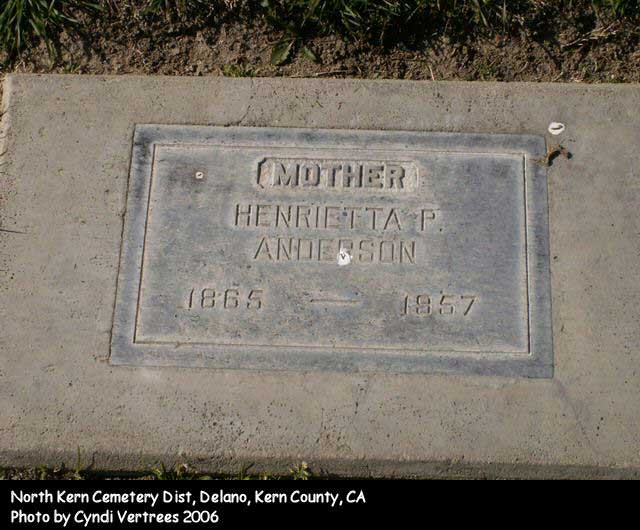 MOTHER
HENRIETTA P.
ANDERSON
1865 — 1957
North Kern Cemetery Dist, Delano, Kern County, CA
Photo by Cyndi Vertrees 2006